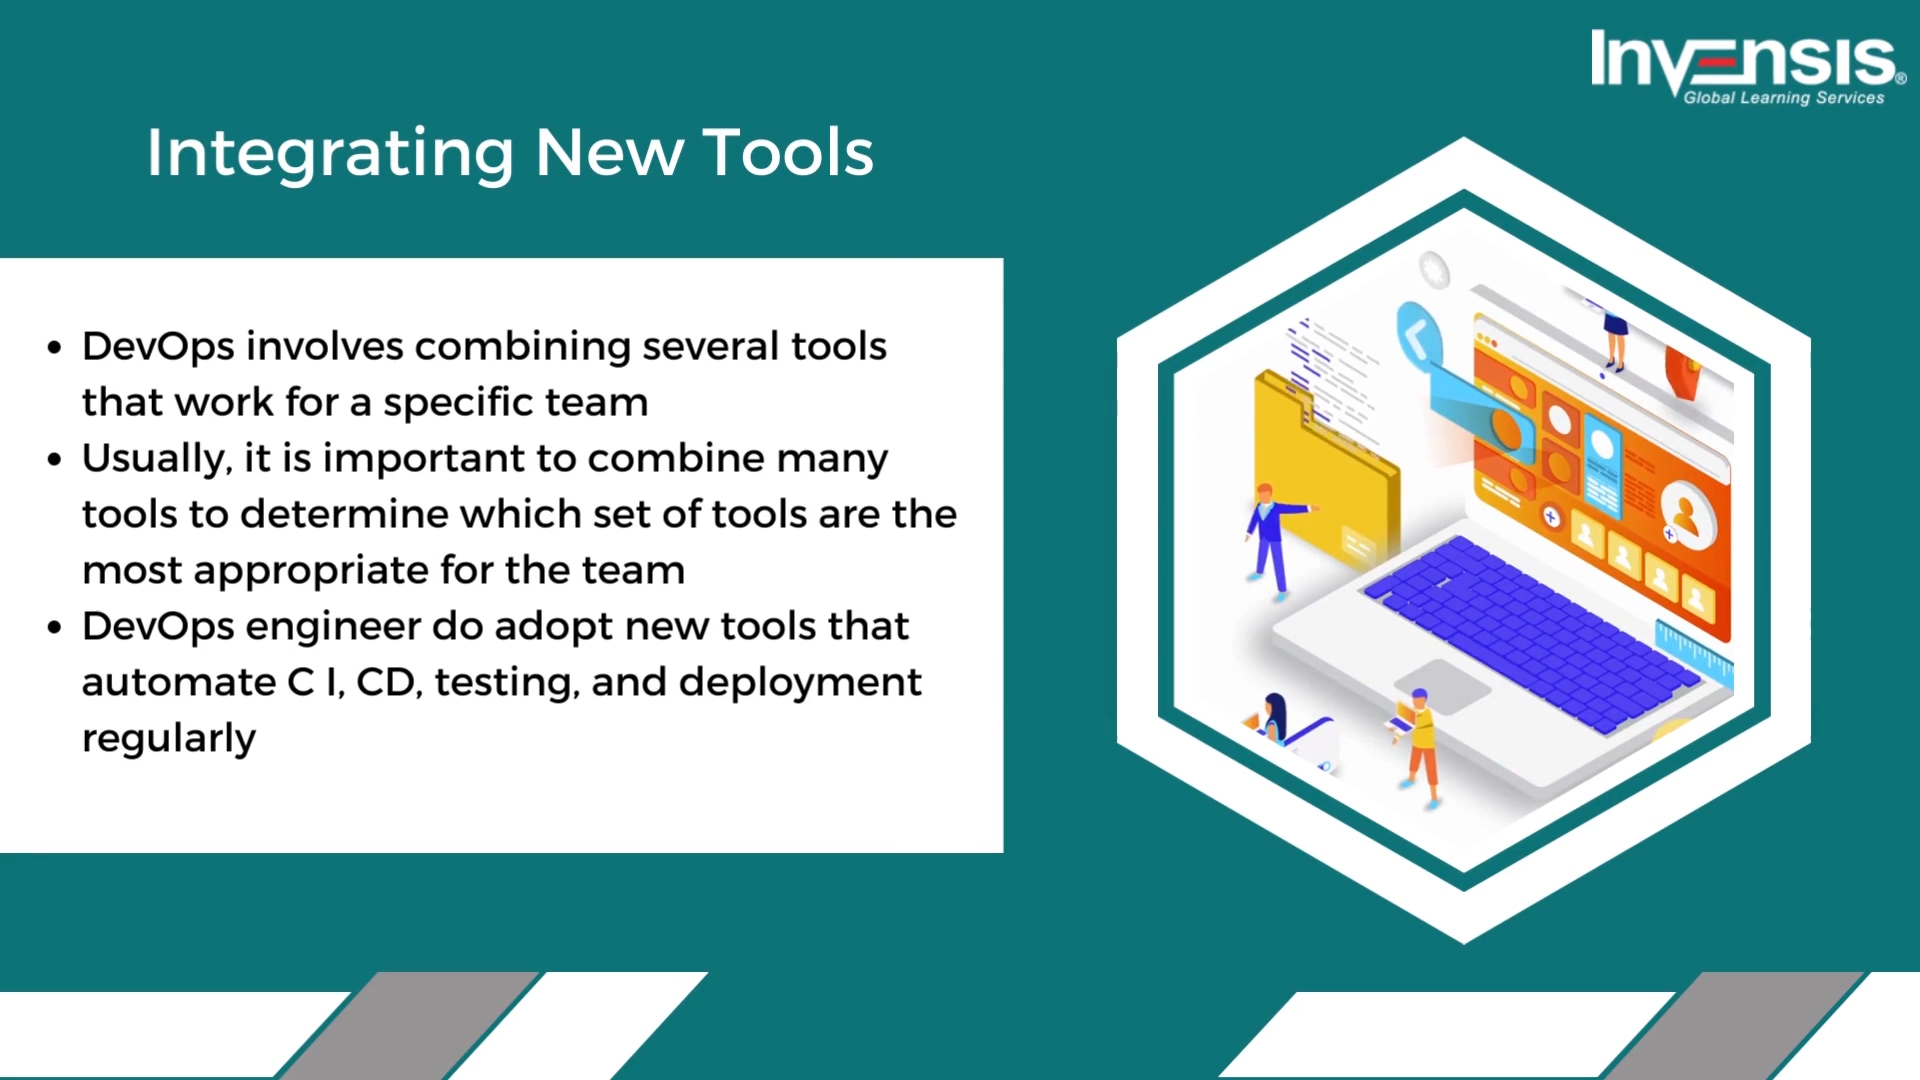 Invensis®
Global Learning Services
Integrating New Tools
• DevOps involves combining several tools
that work for a specific team
• Usually, it is important to combine many
tools to determine which set of tools are the
most appropriate for the team
• DevOps engineer do adopt new tools that
automate C I, CD, testing, and deployment
regularly